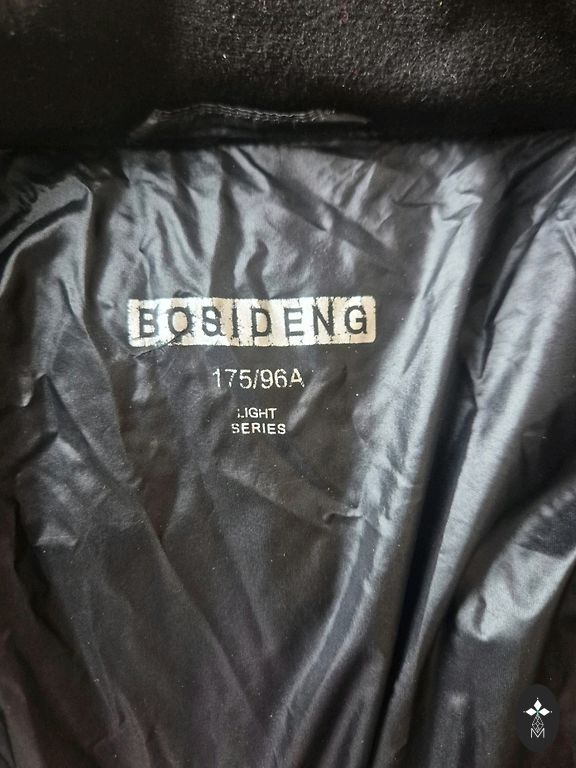 BOSIDENG
175/96A
LIGHT
SERIES
M